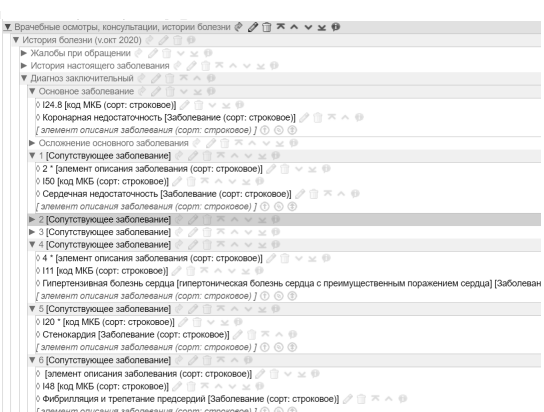 ▼ Врачебные осмотры, консультации, истории болезни
▼ История болезни (v.окт 2020)
▶ Жалобы при обращении
▶ История настоящего заболевания
▼ Диагноз заключительный
▼ Основное заболевание
◊ I24.8 [код МКБ (сорт: строковое)]
◊ Коронарная недостаточность [Заболевание (сорт: строковое)]
[ элемент описания заболевания (сорт: строковое) ]
▶ Осложнение основного заболевания
▼ 1 [Сопутствующее заболевание]
◊ 2 * [элемент описания заболевания (сорт: строковое)]
◊ I50 [код МКБ (сорт: строковое)]
◊ Сердечная недостаточность [Заболевание (сорт: строковое)]
[ элемент описания заболевания (сорт: строковое) ]
▶ 2 [Сопутствующее заболевание]
▶ 3 [Сопутствующее заболевание]
▼ 4 [Сопутствующее заболевание]
◊ 4 * [элемент описания заболевания (сорт: строковое)]
◊ I11 [код МКБ (сорт: строковое)]
◊ Гипертензивная болезнь сердца [гипертоническая болезнь сердца с преимущественным поражением сердца] [Заболеван
[ элемент описания заболевания (сорт: строковое) ]
▼ 5 [Сопутствующее заболевание]
◊ I20 * [код МКБ (сорт: строковое)]
◊ Стенокардия [Заболевание (сорт: строковое)]
[ элемент описания заболевания (сорт: строковое) ]
▼ 6 [Сопутствующее заболевание]
◊ [элемент описания заболевания (сорт: строковое)]
◊ I48 [код МКБ (сорт: строковое)]
◊ Фибрилляция и трепетание предсердий [Заболевание (сорт: строковое)]
[ элемент описания заболевания (сорт: строковое) ]